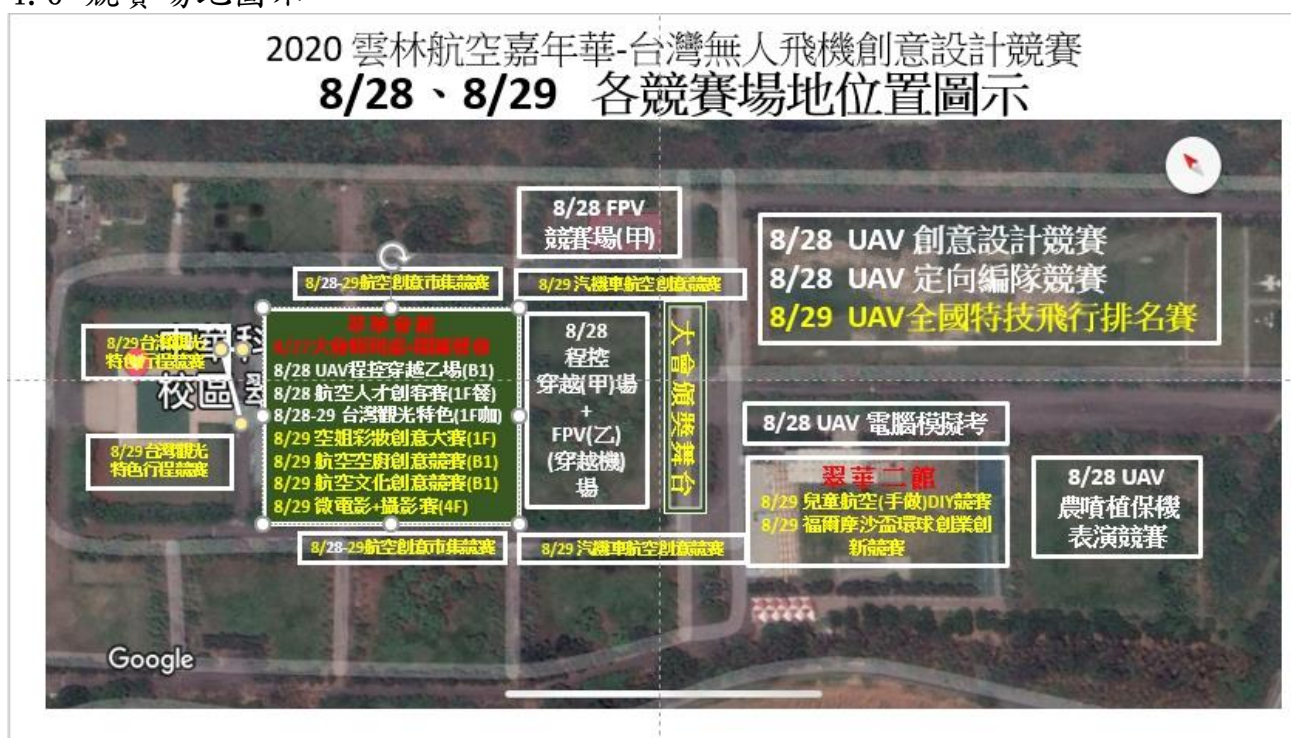 2020 雲林航空嘉年華-台灣無人飛機創意設計競賽
8/28、8/29 各競賽場地位置圖示
8/28 FPV
競賽場(甲)
8/28 UAV 創意設計競賽
8/28 UAV 定向編隊競賽
8/29 UAV全國特技飛行排名賽
8/28-29航空創意市集競賽
8/29 汽機車航空創意競賽
8/29台灣觀光
特色行程競賽
校區
8/29台灣觀光
特色行程競賽
翠華會館
8/28 UAV程控穿越乙場(B1)
8/28 航空人才創客賽(1F餐)
8/28-29 台灣觀光特色(1F咖)
8/29 空姐彩妝創意大賽(1F)
8/29 航空空廚創意競賽(B1)
8/29 航空文化創意競賽(B1)
8/29 微電影+攝影賽(4F)
8/28
程控
穿越(甲)場
+
FPV(乙)
(穿越機)
場
大會頒獎舞台
8/28 UAV 電腦模擬考
翠華二館
8/29 兒童航空(手做)DIY競賽
8/29 福爾摩沙盃環球創業創
新競賽
8/28 UAV
農噴植保機
表演競賽
8/28-29航空創意市集競賽
8/29 汽機車航空創意競賽
Google